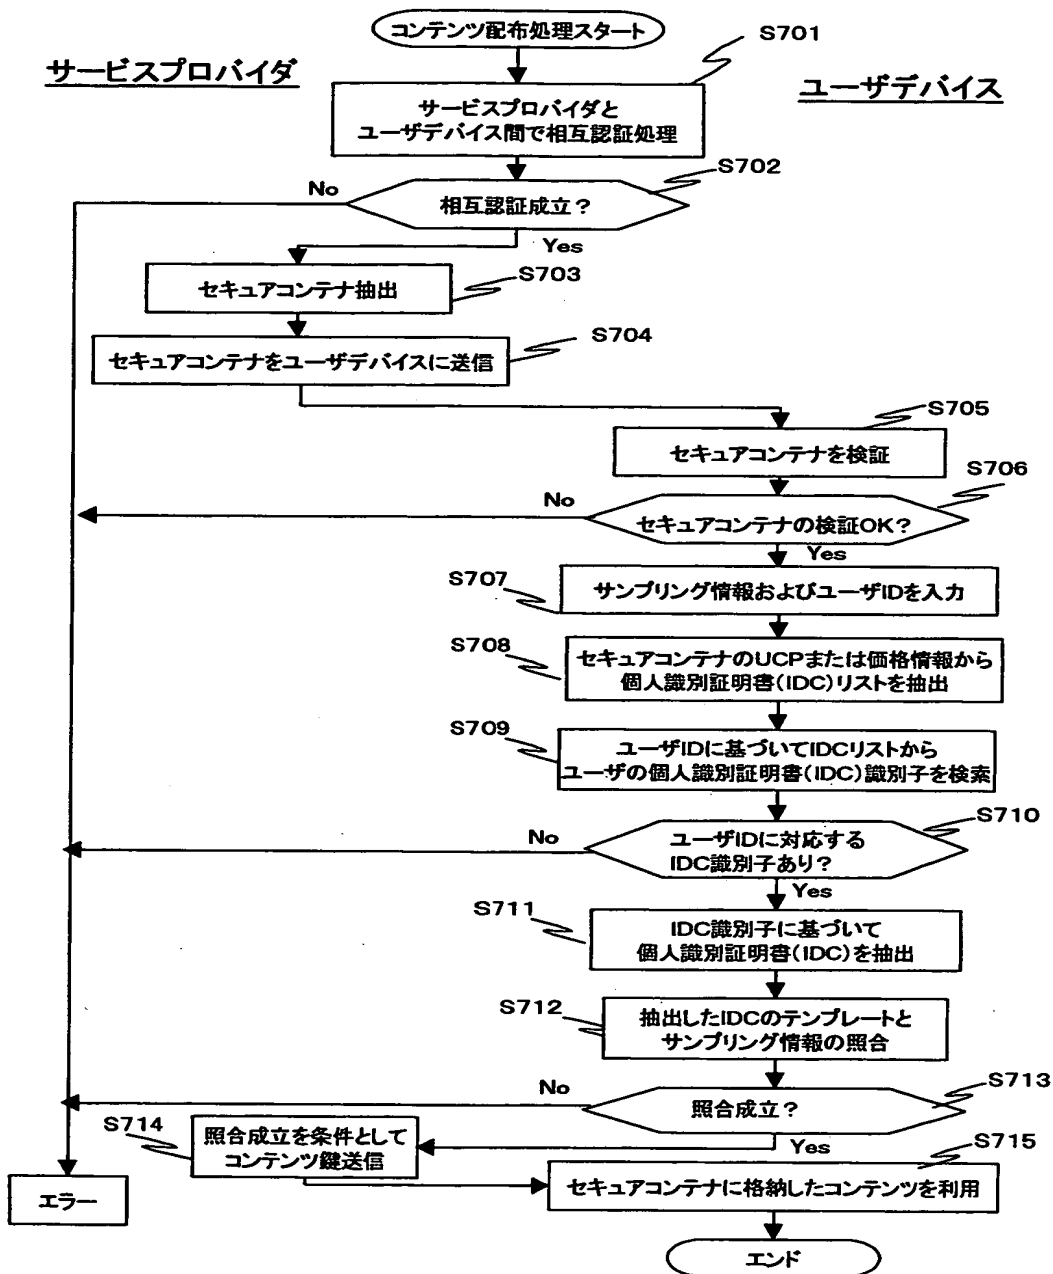 コンテンツ配布処理スタート
S701
サービスプロバイダ
ユーザデバイス
サービスプロバイダと
ユーザデバイス間で相互認証処理
S702
No
相互認証成立？
Yes
S703
セキュアコンテナ抽出
S704
セキュアコンテナをユーザデバイスに送信
S705
セキュアコンテナを検証
S706
No
セキュアコンテナの検証OK？
Yes
S707
サンプリング情報およびユーザIDを入力
S708
セキュアコンテナのUCPまたは価格情報から
個人識別証明書(IDC)リストを抽出
S709
ユーザIDに基づいてIDCリストから
ユーザの個人識別証明書(IDC)識別子を検索
S710
No
ユーザIDに対応する
IDC識別子あり？
Yes
S711
IDC識別子に基づいて
個人識別証明書(IDC)を抽出
S712
抽出したIDCのテンプレートと
サンプリング情報の照合
S713
No
照合成立？
Yes
S714
照合成立を条件として
コンテンツ鍵送信
S715
セキュアコンテナに格納したコンテンツを利用
エラー
エンド